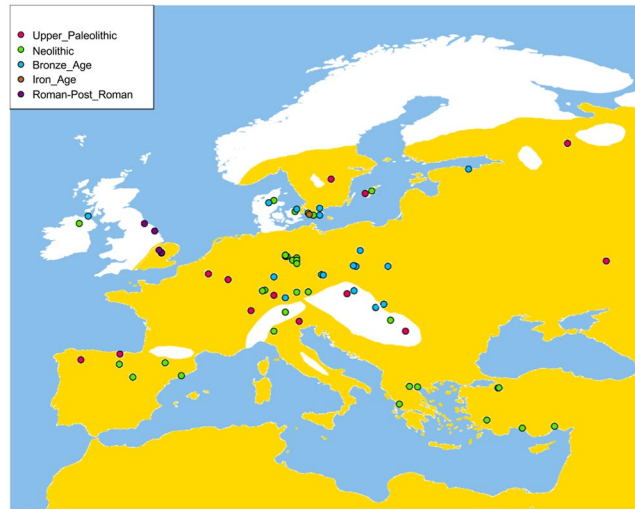 Upper_Paleolithic
Neolithic
Bronze_Age
Iron_Age
Roman-Post_Roman